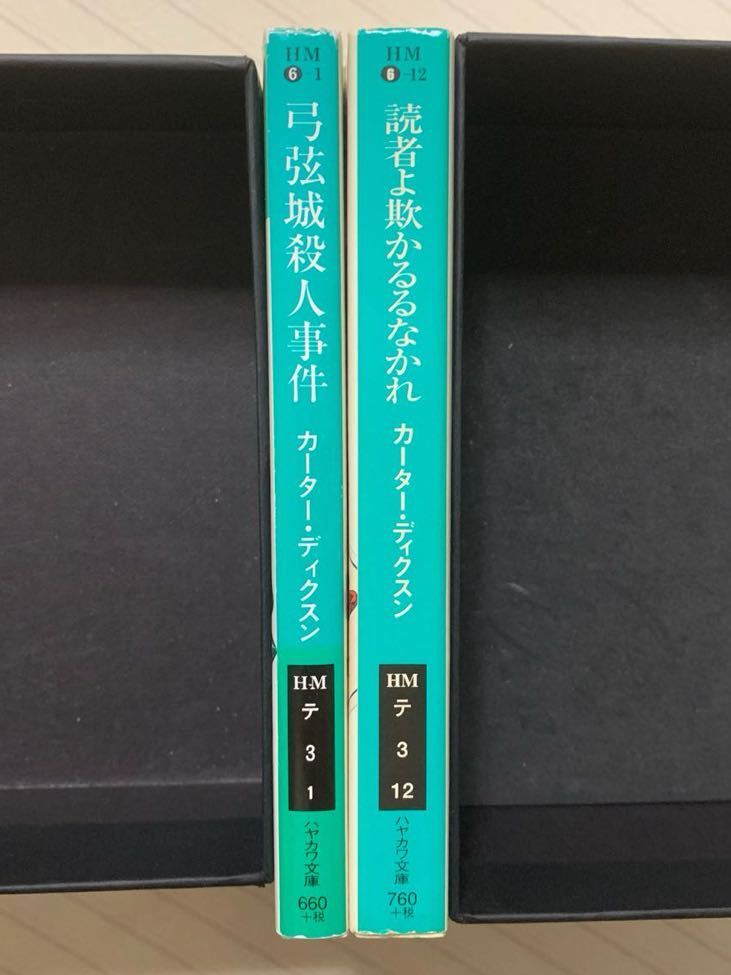 HM
6-1
弓弦城殺人事件
カーター・ディクスン
HM
テ
3
1
ハヤカワ文庫
660
+税
HM
6-12
読者よ欺かるるなかれ
カーター・ディクスン
HM
テ
3
12
ハヤカワ文庫
760
+税